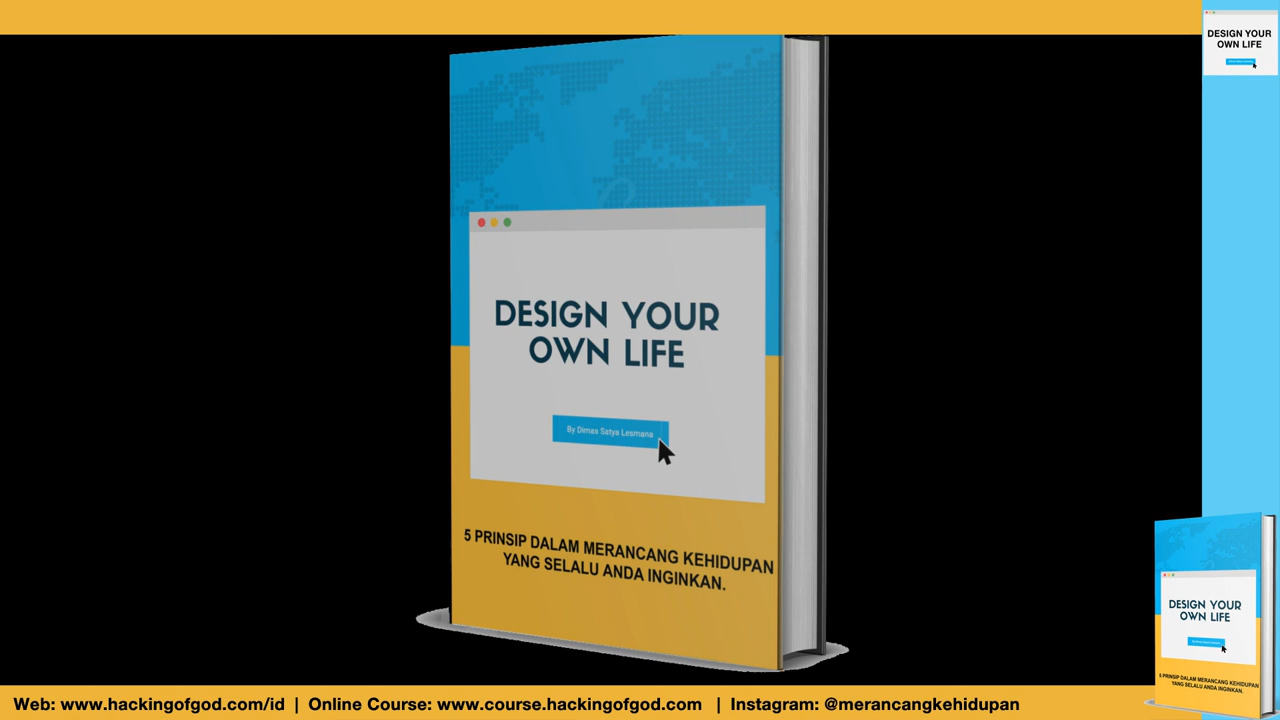 DESIGN YOUR
OWN LIFE
By Dimas Satya Lesmana
5 PRINSIP DALAM MERANCANG KEHIDUPAN
YANG SELALU ANDA INGINKAN.
DESIGN YOUR
OWN LIFE
DESIGN YOUR
OWN LIFE
5 PRINSIP DALAM MERANCANG KEHIDUPAN
YANG SELALU ANDA INGINKAN.
Web: www.hackingofgod.com/id | Online Course: www.course.hackingofgod.com | Instagram: @merancangkehidupan